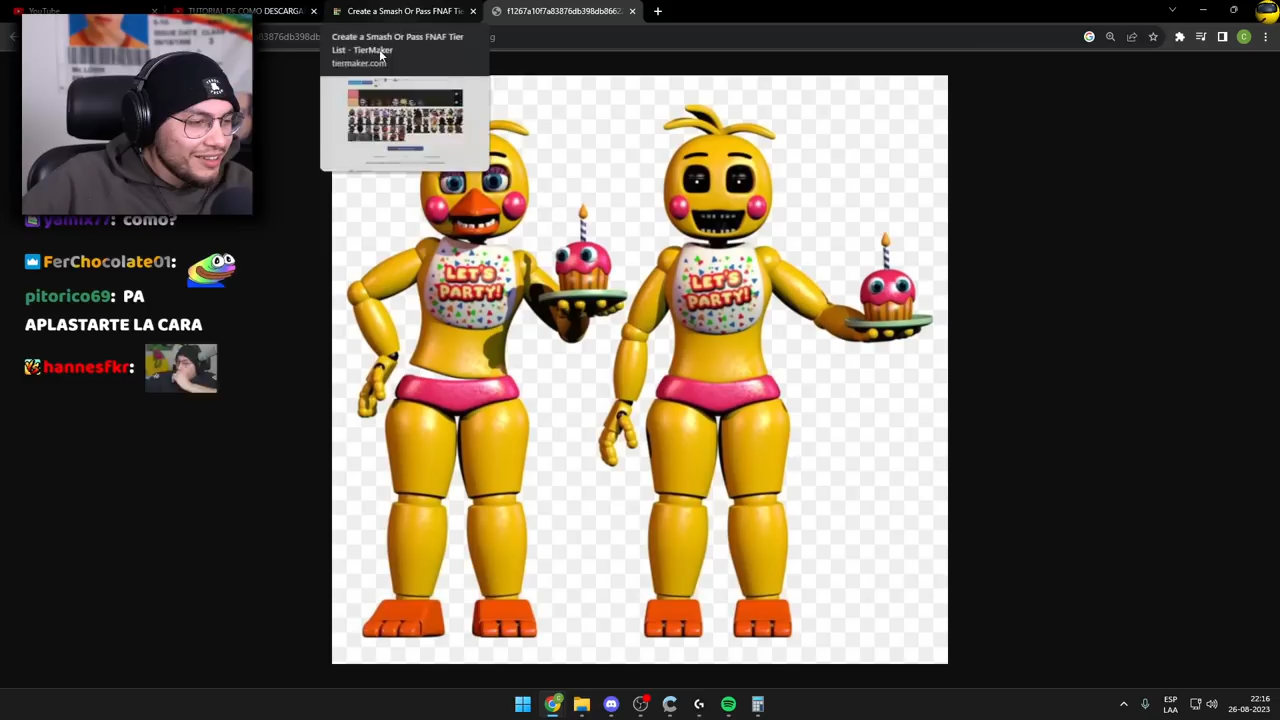 YouTube
TUTORIAL DE COMO DESCARGA
Create a Smash Or Pass FNAF Tie
f1267a10f7a83876db398db8662
Create a Smash Or Pass FNAF Tier
List - TierMaker
tiermaker.com
yamix77: como?
FerChocolate01:
pitorico69: PA
APLASTARTE LA CARA
hannesfkr:
LET'S
PARTY!
LET'S
PARTY!
ESP
LAA
22:16
26-08-2023